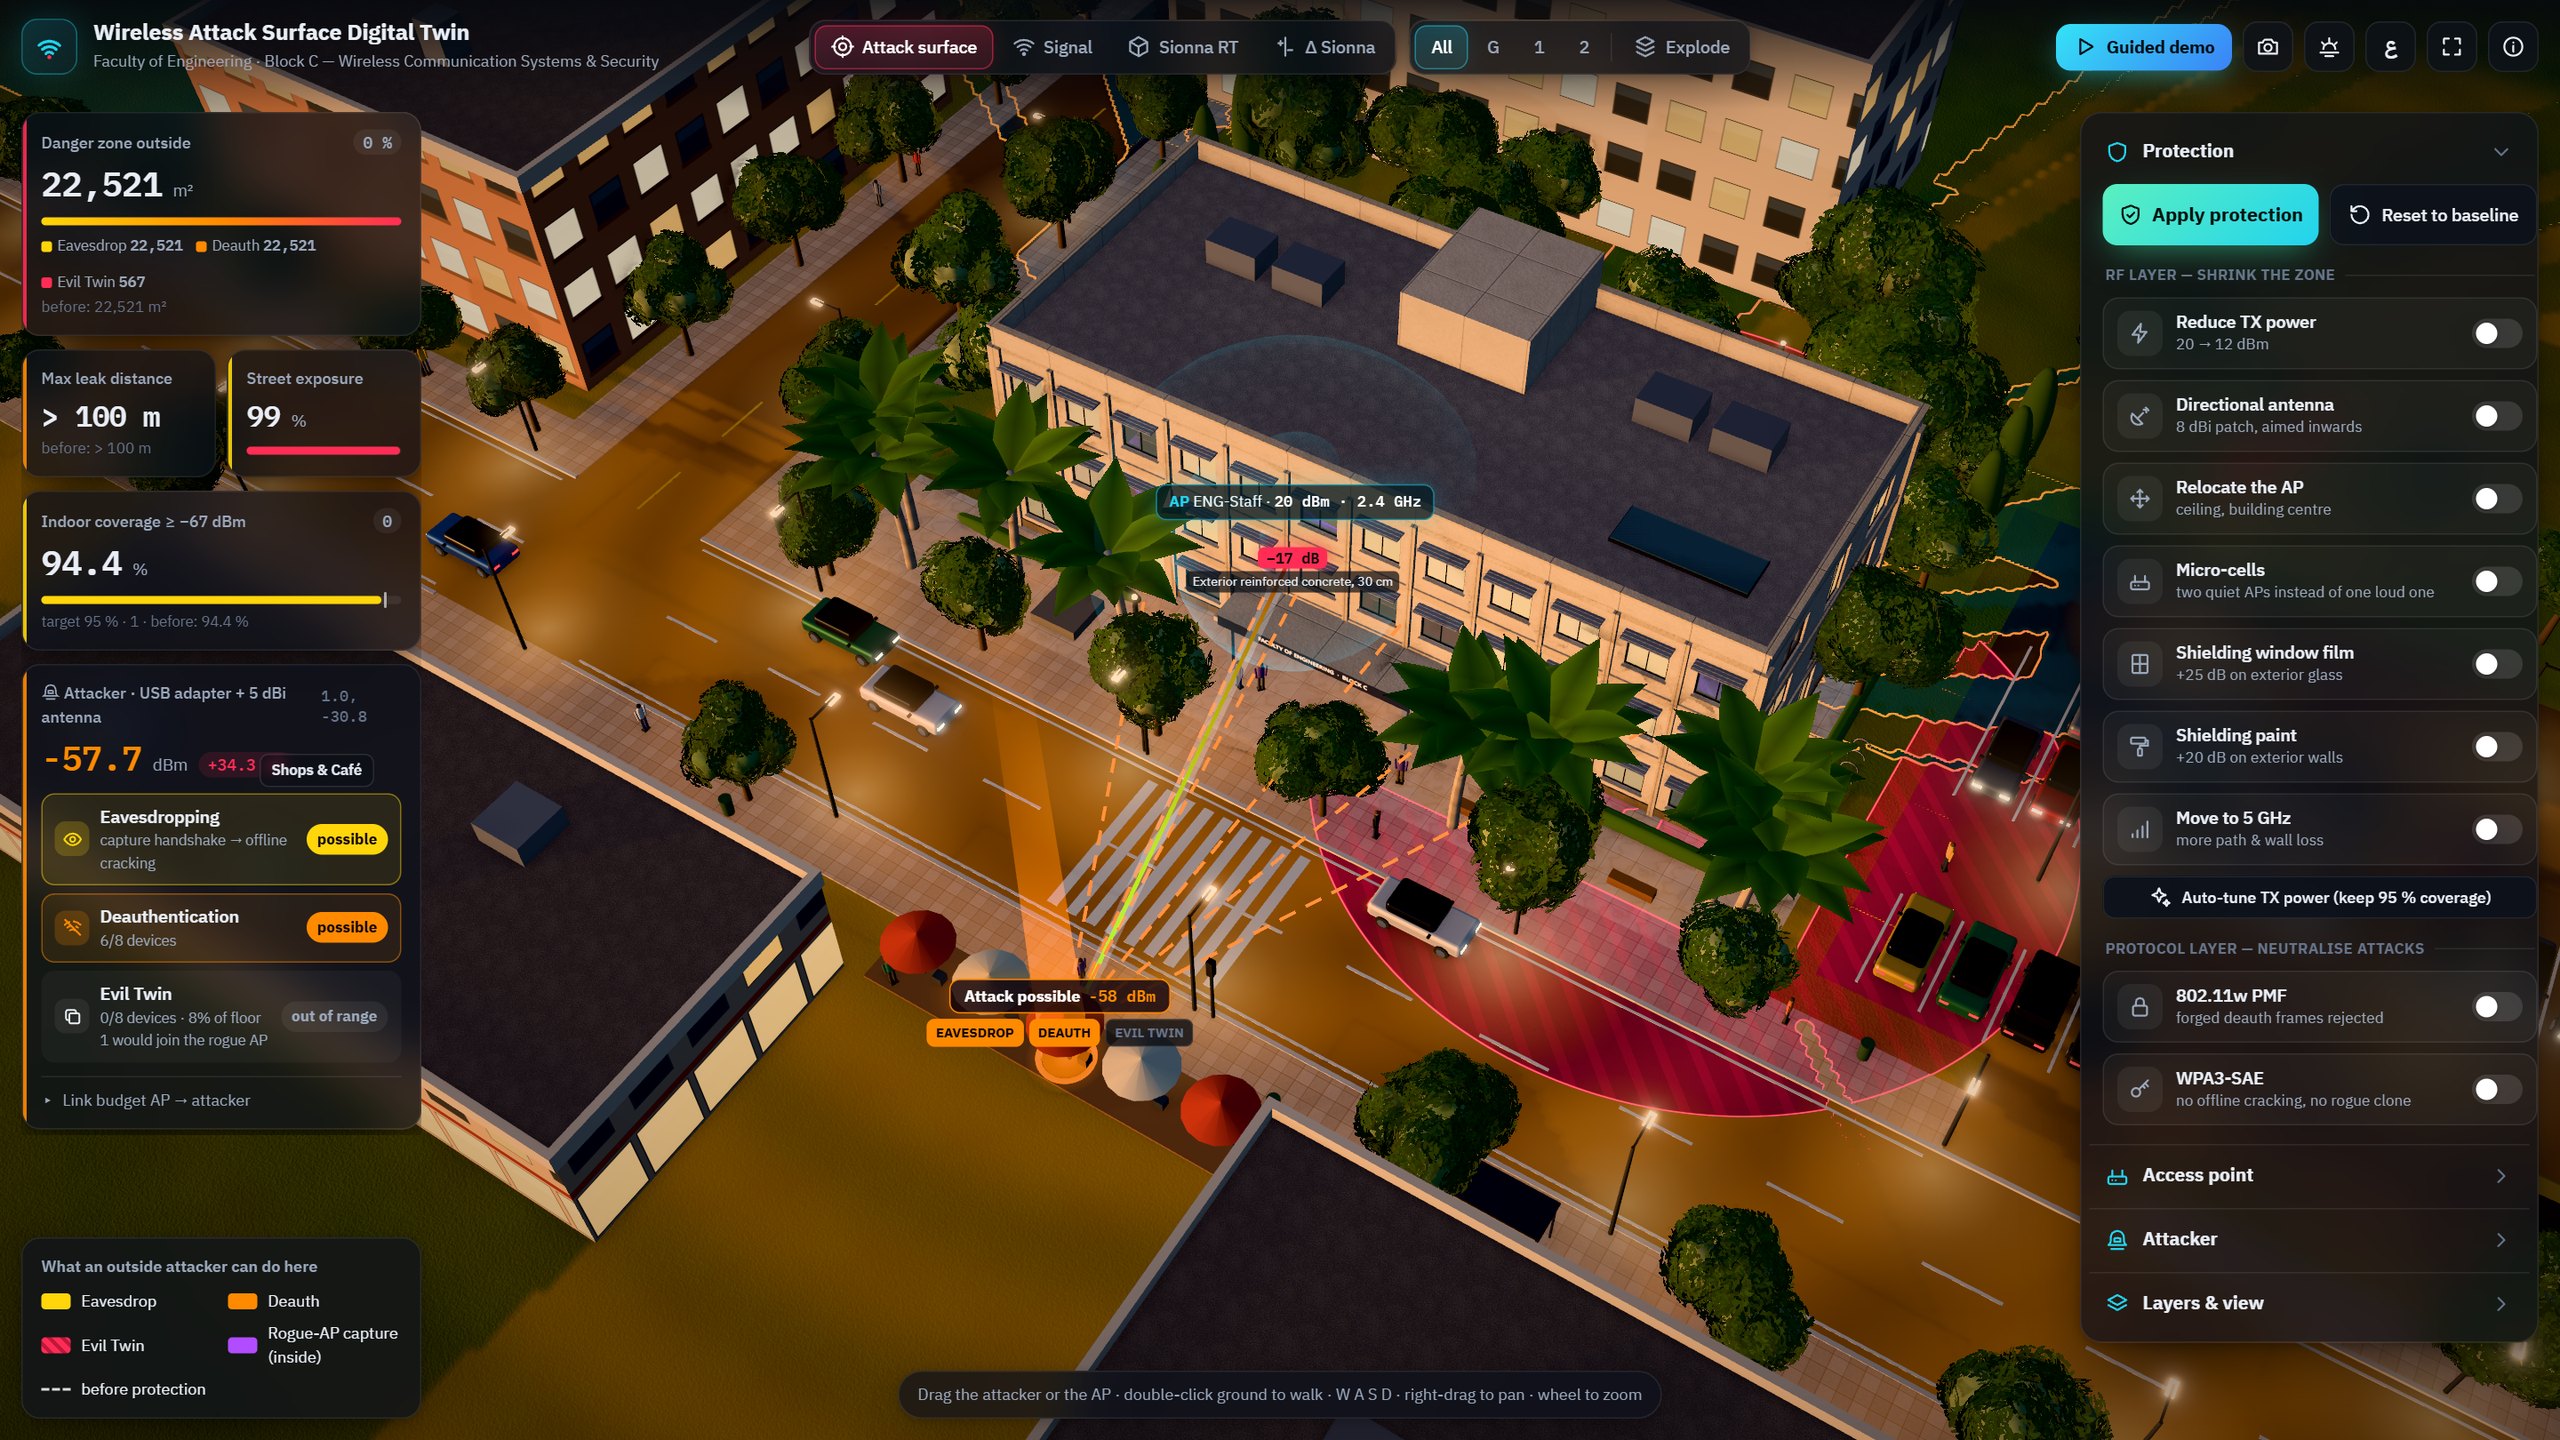 Wireless Attack Surface Digital Twin
Faculty of Engineering · Block C — Wireless Communication Systems & Security
Attack surface
Signal
Sionna RT
Δ Sionna
All
G
1
2
Explode
Guided demo
ع
Danger zone outside
0 %
22,521 m²
Eavesdrop 22,521
Deauth 22,521
Evil Twin 567
before: 22,521 m²
Max leak distance
> 100 m
before: > 100 m
Street exposure
99 %
Indoor coverage ≥ −67 dBm
0
94.4 %
target 95 % · 1 · before: 94.4 %
Attacker · USB adapter + 5 dBi
antenna
1.0,
-30.8
-57.7 dBm
+34.3
Shops & Café
Eavesdropping
capture handshake → offline
cracking
possible
Deauthentication
6/8 devices
possible
Evil Twin
0/8 devices · 8% of floor
1 would join the rogue AP
out of range
Link budget AP → attacker
What an outside attacker can do here
Eavesdrop
Deauth
Evil Twin
Rogue-AP capture
(inside)
before protection
AP ENG-Staff · 20 dBm · 2.4 GHz
−17 dB
Exterior reinforced concrete, 30 cm
FACULTY OF ENGINEERING · BLOCK C
Attack possible -58 dBm
EAVESDROP
DEAUTH
EVIL TWIN
Drag the attacker or the AP · double-click ground to walk · W A S D · right-drag to pan · wheel to zoom
Protection
Apply protection
Reset to baseline
RF LAYER — SHRINK THE ZONE
Reduce TX power
20 → 12 dBm
Directional antenna
8 dBi patch, aimed inwards
Relocate the AP
ceiling, building centre
Micro-cells
two quiet APs instead of one loud one
Shielding window film
+25 dB on exterior glass
Shielding paint
+20 dB on exterior walls
Move to 5 GHz
more path & wall loss
Auto-tune TX power (keep 95 % coverage)
PROTOCOL LAYER — NEUTRALISE ATTACKS
802.11w PMF
forged deauth frames rejected
WPA3-SAE
no offline cracking, no rogue clone
Access point
Attacker
Layers & view